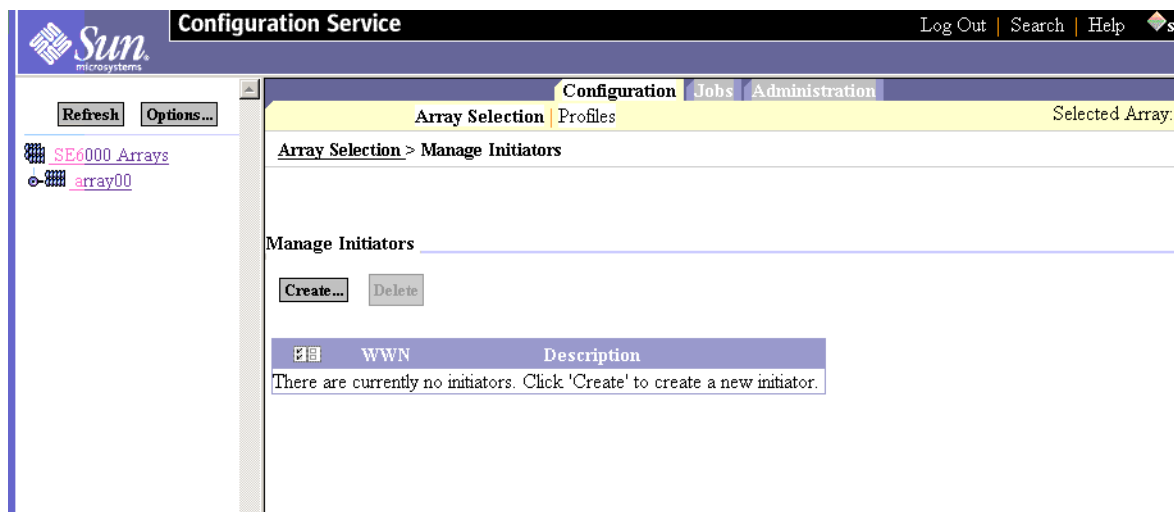 Sun
microsystems
Configuration Service
Log Out | Search | Help
Refresh Options...
SE6000 Arrays
array00
Configuration Jobs Administration
Array Selection | Profiles
Selected Array:
Array Selection > Manage Initiators
Manage Initiators
Create... Delete
WWN Description
There are currently no initiators. Click 'Create' to create a new initiator.